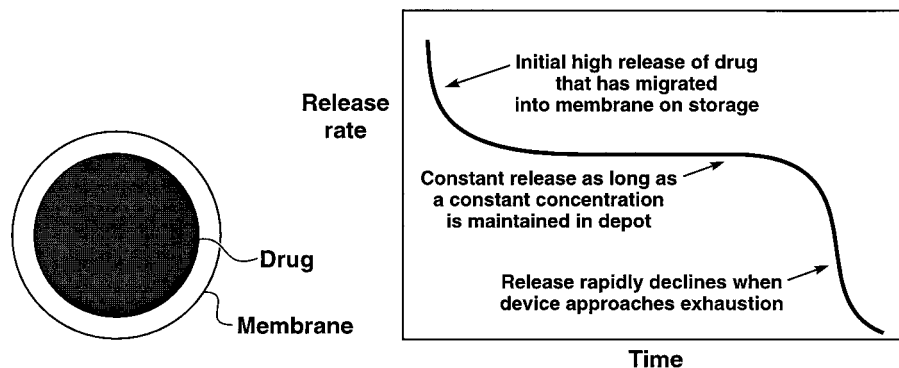 Drug
Membrane
Release
rate
Initial high release of drug
that has migrated
into membrane on storage
Constant release as long as
a constant concentration
is maintained in depot
Release rapidly declines when
device approaches exhaustion
Time